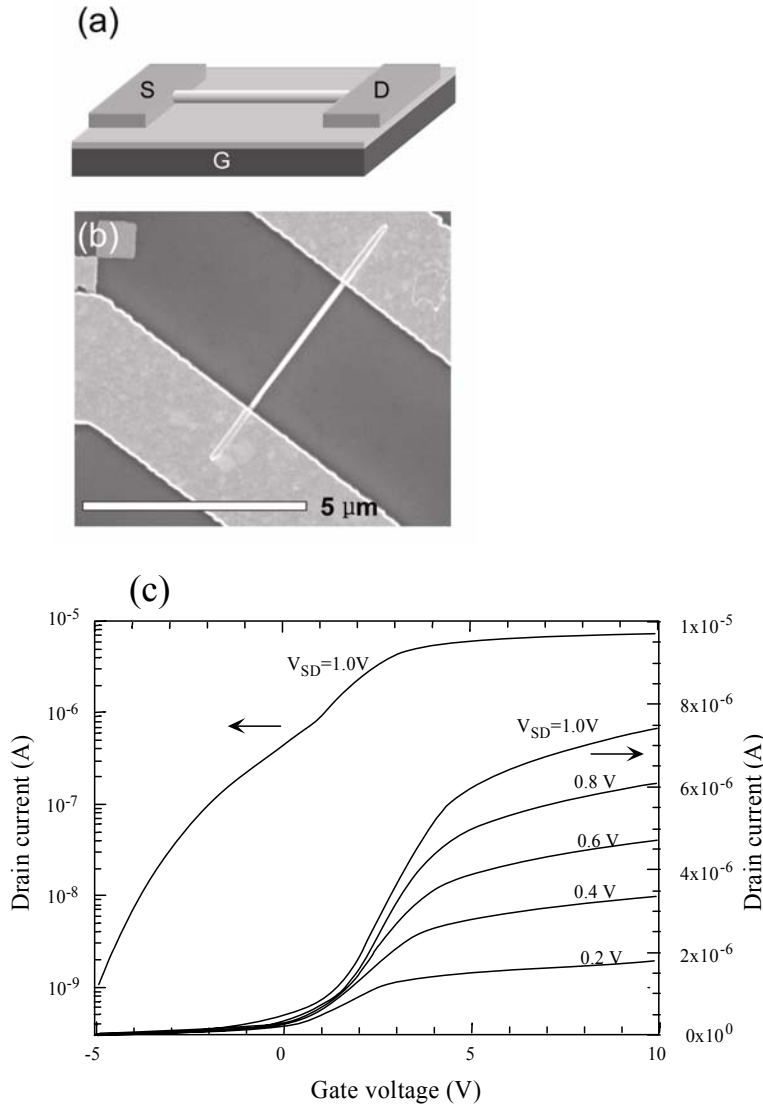 (a)
S
D
G
(b)
5 µm
(c)
10⁻⁵
10⁻⁶
10⁻⁷
10⁻⁸
10⁻⁹
Drain current (A)
V_SD=1.0V
V_SD=1.0V
0.8 V
0.6 V
0.4 V
0.2 V
1x10⁻⁵
8x10⁻⁶
6x10⁻⁶
4x10⁻⁶
2x10⁻⁶
0x10⁰
Drain current (A)
-5
0
5
10
Gate voltage (V)